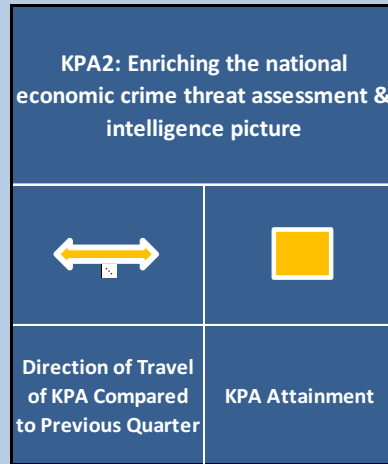 KPA2: Enriching the national
economic crime threat assessment &
intelligence picture
Direction of Travel
of KPA Compared
to Previous Quarter
KPA Attainment